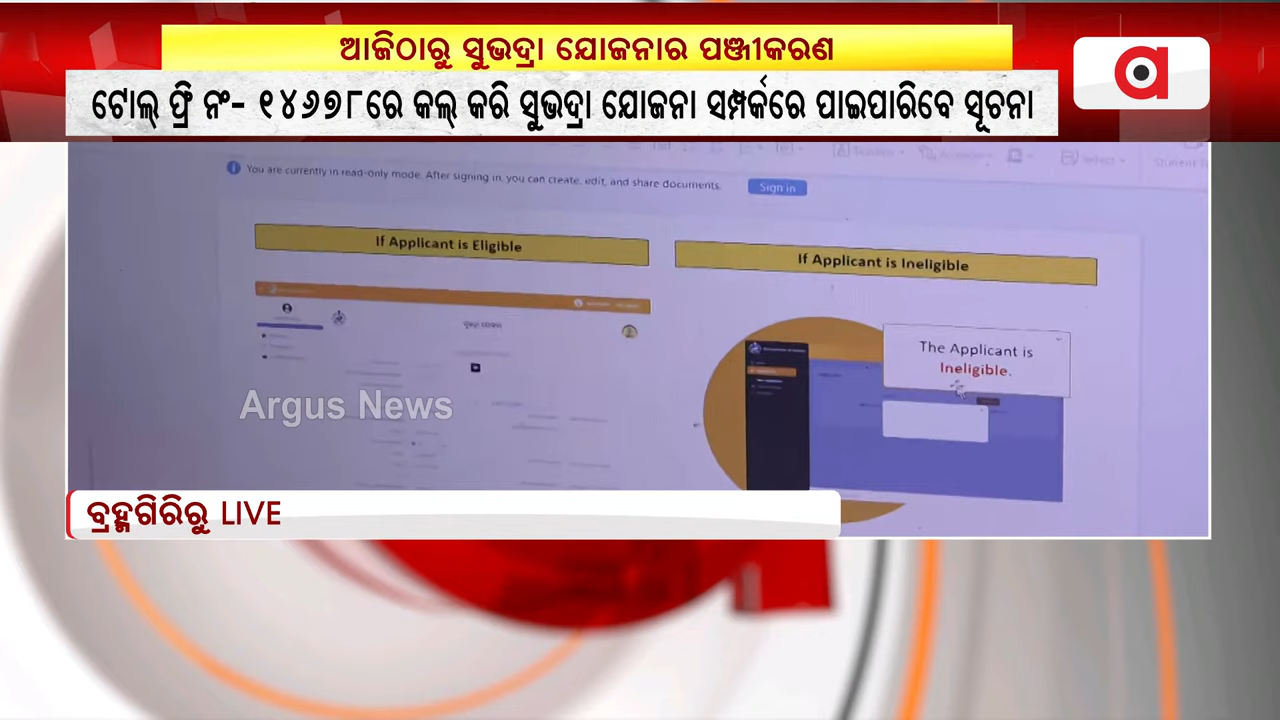 ଆଜିଠାରୁ ସୁଭଦ୍ରା ଯୋଜନାର ପଞ୍ଜୀକରଣ
ଟୋଲ୍ ଫ୍ରି ନଂ- ୧୪୬୭୮ରେ କଲ୍ କରି ସୁଭଦ୍ରା ଯୋଜନା ସମ୍ପର୍କରେ ପାଇପାରିବେ ସୂଚନା
a
Select
You are currently in read-only mode. After signing in, you can create, edit, and share documents.
Sign in
If Applicant is Eligible
If Applicant is Ineligible
The Applicant is
Ineligible.
Argus News
ବ୍ରହ୍ମଗିରିରୁ LIVE